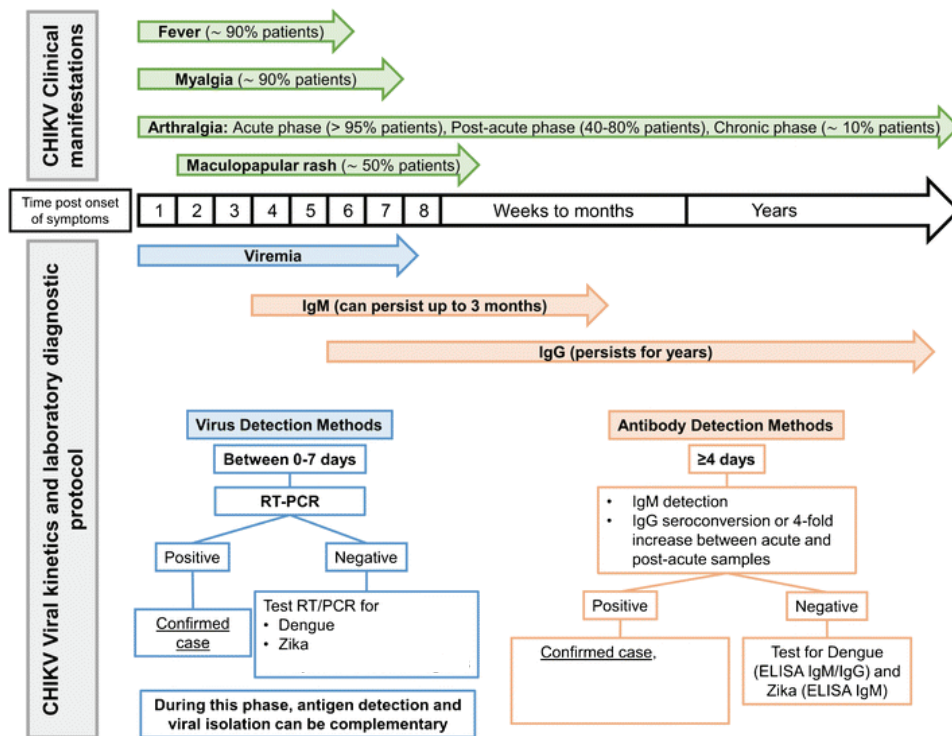 CHIKV Clinical
manifestations
Fever (~ 90% patients)
Myalgia (~ 90% patients)
Arthralgia: Acute phase (> 95% patients), Post-acute phase (40-80% patients), Chronic phase (~ 10% patients)
Maculopapular rash (~ 50% patients)
Time post onset
of symptoms
1 2 3 4 5 6 7 8 Weeks to months Years
CHIKV Viral kinetics and laboratory diagnostic
protocol
Viremia
IgM (can persist up to 3 months)
IgG (persists for years)
Virus Detection Methods
Between 0-7 days
RT-PCR
Positive
Negative
Confirmed
case
Test RT/PCR for
• Dengue
• Zika
During this phase, antigen detection and
viral isolation can be complementary
Antibody Detection Methods
≥4 days
• IgM detection
• IgG seroconversion or 4-fold
increase between acute and
post-acute samples
Positive
Negative
Confirmed case,
Test for Dengue
(ELISA IgM/IgG) and
Zika (ELISA IgM)